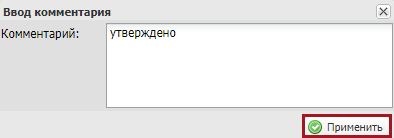 Ввод комментария
Комментарий: утверждено
Применить